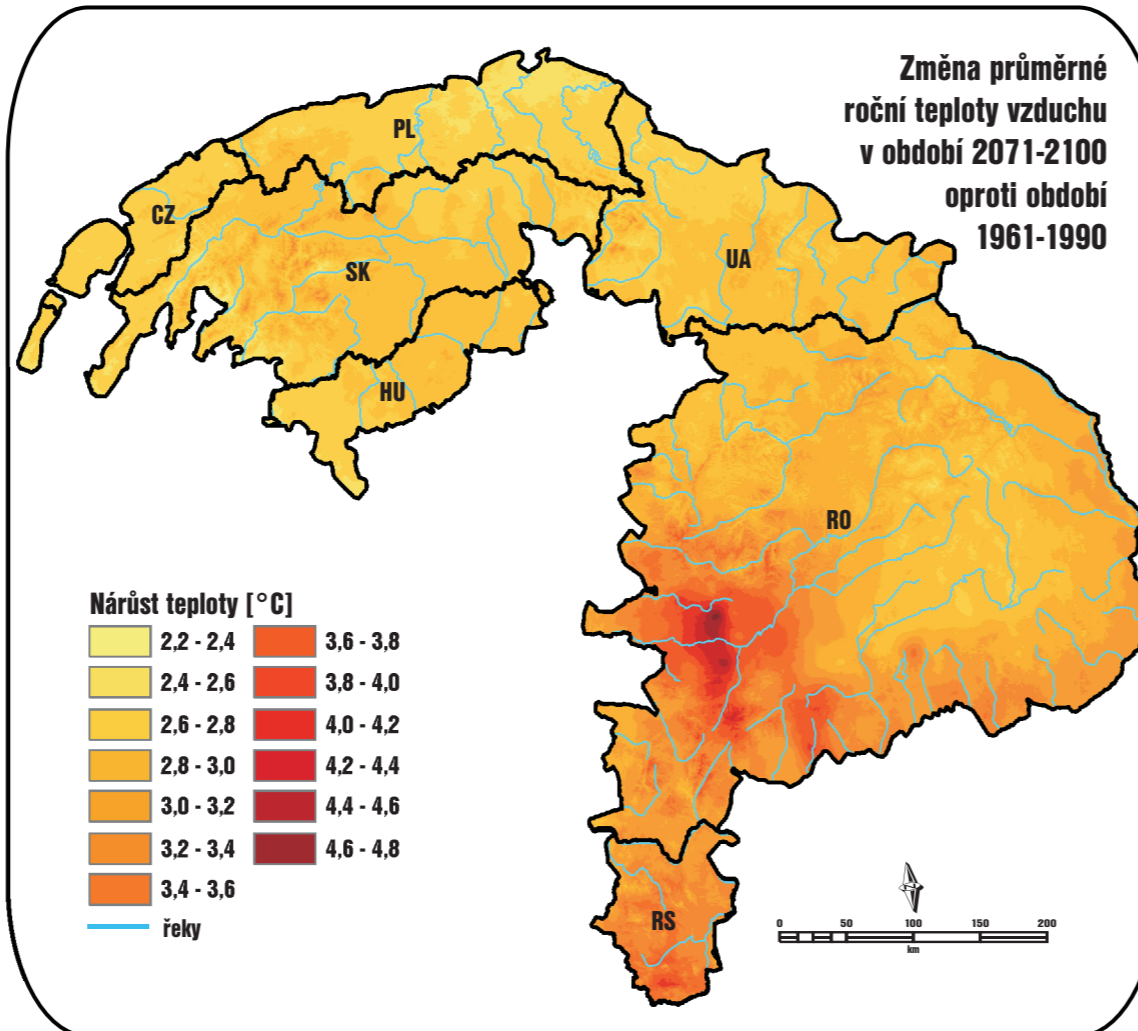 Změna průměrné
roční teploty vzduchu
v období 2071-2100
oproti období
1961-1990
PL
CZ
SK
UA
HU
RO
RS
Nárůst teploty [°C]
2,2 - 2,4
2,4 - 2,6
2,6 - 2,8
2,8 - 3,0
3,0 - 3,2
3,2 - 3,4
3,4 - 3,6
3,6 - 3,8
3,8 - 4,0
4,0 - 4,2
4,2 - 4,4
4,4 - 4,6
4,6 - 4,8
řeky
0 50 100 150 200
km